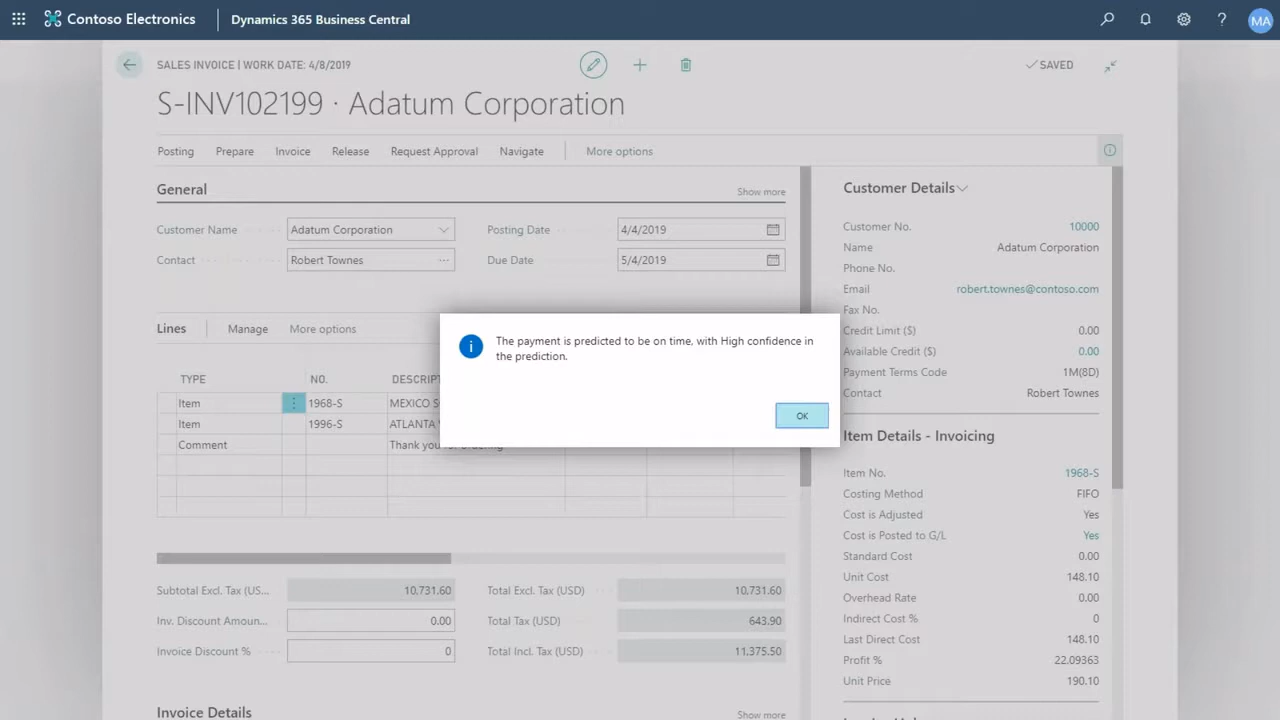 Contoso Electronics
Dynamics 365 Business Central
MA
SALES INVOICE | WORK DATE: 4/8/2019
SAVED
S-INV102199 · Adatum Corporation
Posting Prepare Invoice Release Request Approval Navigate More options
General
Show more
Customer Name Adatum Corporation
Posting Date 4/4/2019
Contact Robert Townes
Due Date 5/4/2019
Lines Manage More options
TYPE NO.
Item 1968-S
Item 1996-S ATLANTA
Comment Thank you
Subtotal Excl. Tax (US... 10,731.60
Total Excl. Tax (USD) 10,731.60
Inv. Discount Amoun... 0.00
Total Tax (USD) 643.90
Invoice Discount % 0
Total Incl. Tax (USD) 11,375.50
Invoice Details
Show more
The payment is predicted to be on time, with High confidence in
the prediction.
OK
Customer Details
Customer No. 10000
Name Adatum Corporation
Phone No.
Email robert.townes@contoso.com
Fax No.
Credit Limit ($) 0.00
Available Credit ($) 0.00
Payment Terms Code 1M(8D)
Contact Robert Townes
Item Details - Invoicing
Item No. 1968-S
Costing Method FIFO
Cost is Adjusted Yes
Cost is Posted to G/L Yes
Standard Cost 0.00
Unit Cost 148.10
Overhead Rate 0.00
Indirect Cost % 0
Last Direct Cost 148.10
Profit % 22.09363
Unit Price 190.10